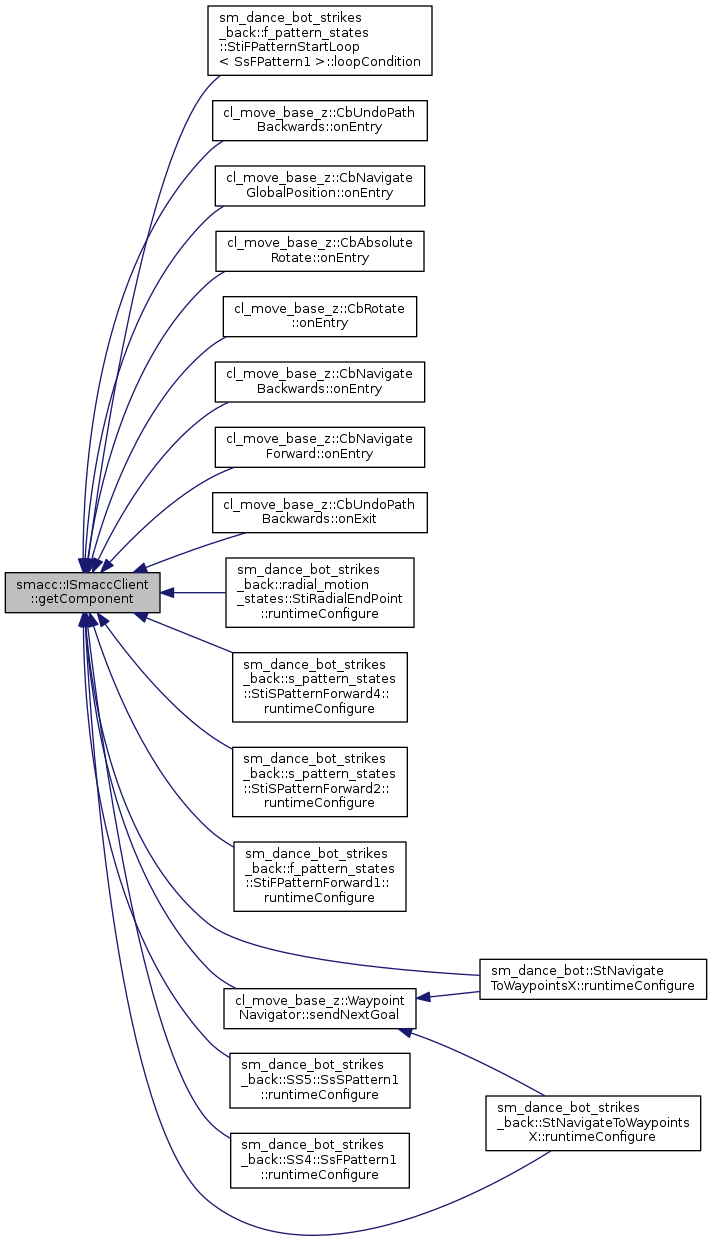 sm_dance_bot_strikes
_back::f_pattern_states
::StiFPatternStartLoop
< SsFPattern1 >::loopCondition
cl_move_base_z::CbUndoPath
Backwards::onEntry
cl_move_base_z::CbNavigate
GlobalPosition::onEntry
cl_move_base_z::CbAbsolute
Rotate::onEntry
cl_move_base_z::CbRotate
::onEntry
cl_move_base_z::CbNavigate
Backwards::onEntry
cl_move_base_z::CbNavigate
Forward::onEntry
cl_move_base_z::CbUndoPath
Backwards::onExit
smacc::ISmaccClient
::getComponent
sm_dance_bot_strikes
_back::radial_motion
_states::StiRadialEndPoint
::runtimeConfigure
sm_dance_bot_strikes
_back::s_pattern_states
::StiSPatternForward4::
runtimeConfigure
sm_dance_bot_strikes
_back::s_pattern_states
::StiSPatternForward2::
runtimeConfigure
sm_dance_bot_strikes
_back::f_pattern_states
::StiFPatternForward1::
runtimeConfigure
sm_dance_bot::StNavigate
ToWaypointsX::runtimeConfigure
cl_move_base_z::Waypoint
Navigator::sendNextGoal
sm_dance_bot_strikes
_back::SS5::SsSPattern1
::runtimeConfigure
sm_dance_bot_strikes
_back::StNavigateToWaypoints
X::runtimeConfigure
sm_dance_bot_strikes
_back::SS4::SsFPattern1
::runtimeConfigure